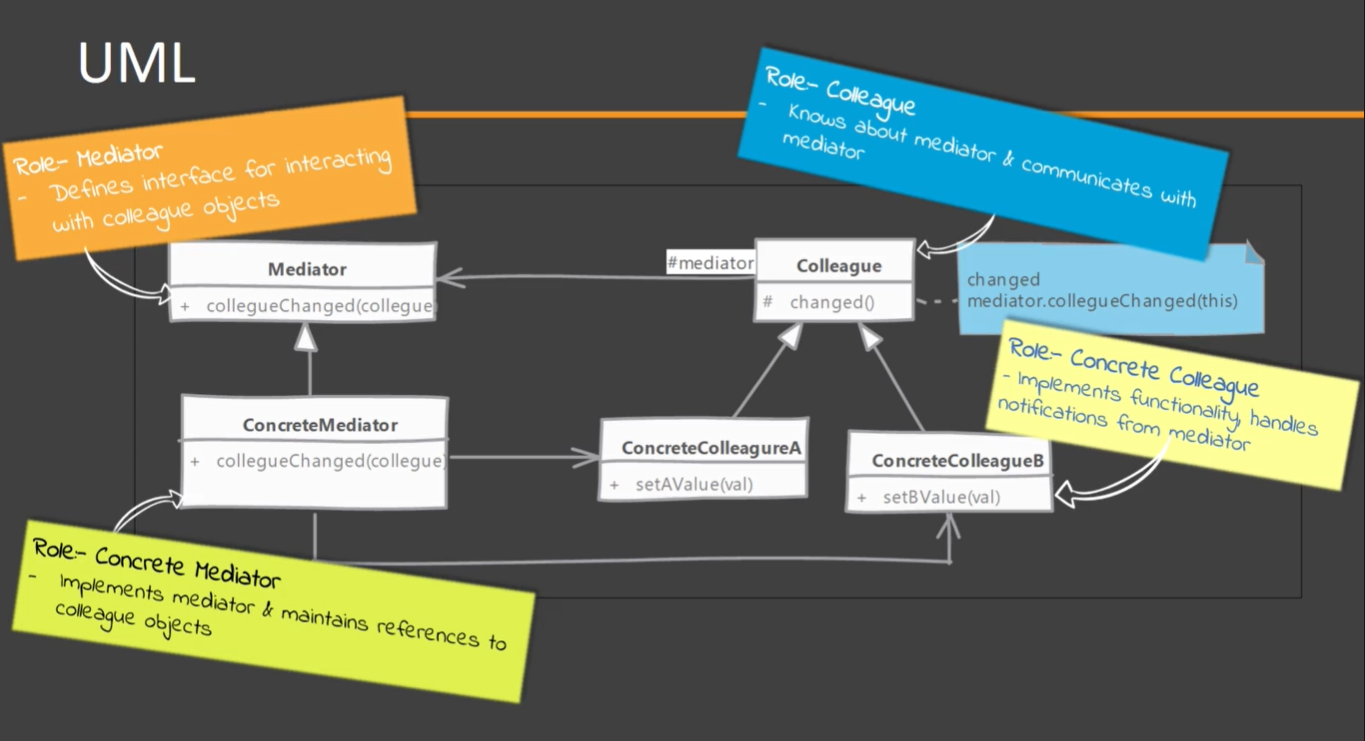 UML
Role- Mediator
- Defines interface for interacting
with colleague objects
Role- Colleague
- Knows about mediator & communicates with
mediator
Mediator
+ collegueChanged(collegue
#mediator
Colleague
# changed()
changed
mediator.collegueChanged(this)
Role- Concrete Colleague
- Implements functionality, handles
notifications from mediator
ConcreteMediator
+ collegueChanged(collegue)
ConcreteColleagureA
+ setAValue(val)
ConcreteColleagueB
+ setBValue(val)
Role- Concrete Mediator
- Implements mediator & maintains references to
colleague objects